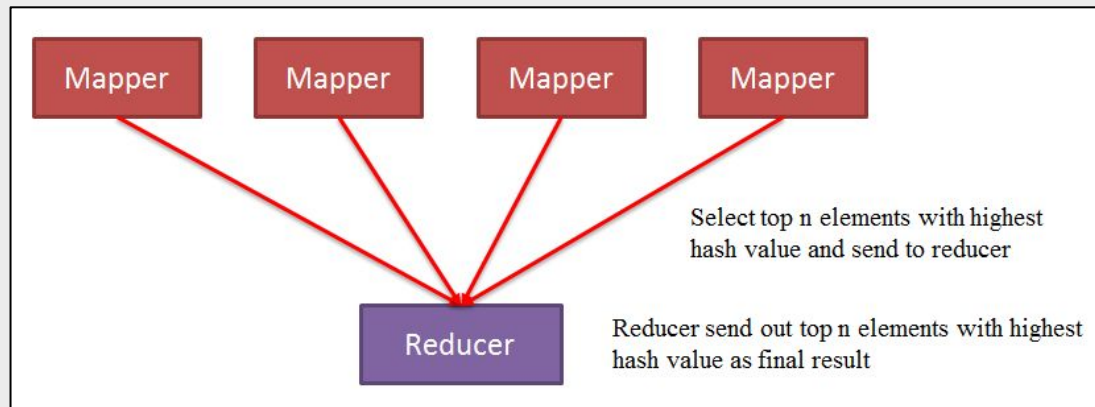 Mapper
Mapper
Mapper
Mapper
Select top n elements with highest
hash value and send to reducer
Reducer
Reducer send out top n elements with highest
hash value as final result